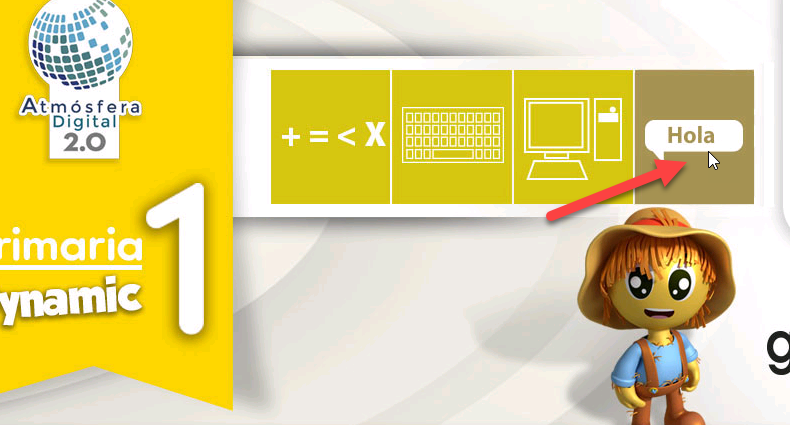 Atmósfera
Digital
2.0
+ = < X
Hola
rimaria
1
ynamic
g